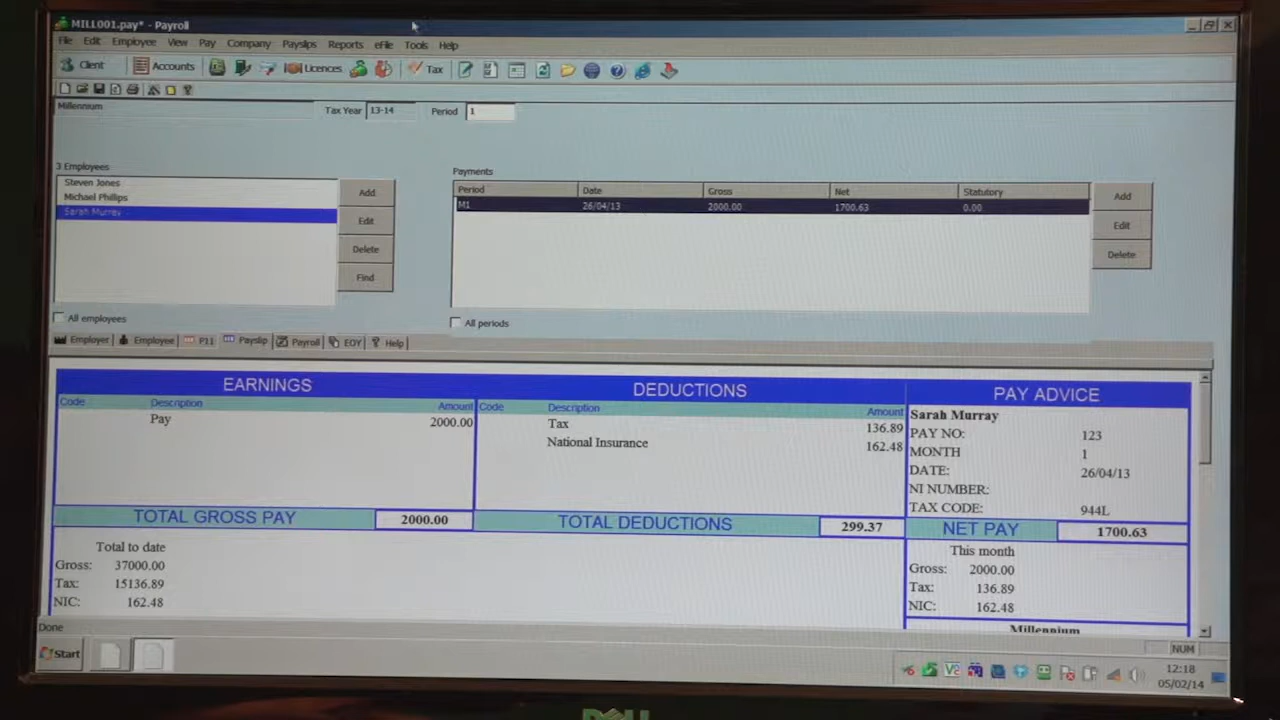 MILL001.pay* - Payroll
File Edit Employee View Pay Company Payslips Reports eFile Tools Help
Client Accounts Licences Tax
Millennium Tax Year 13-14 Period 1
3 Employees
Steven Jones
Michael Phillips
Sarah Murray
Add
Edit
Delete
Find
All employees
Payments
Period Date Gross Net Statutory
M1 26/04/13 2000.00 1700.63 0.00
Add
Edit
Delete
All periods
Employer Employee P11 Payslip Payroll EOY Help
EARNINGS
Code Description Amount
Pay 2000.00
TOTAL GROSS PAY 2000.00
DEDUCTIONS
Code Description Amount
Tax 136.89
National Insurance 162.48
TOTAL DEDUCTIONS 299.37
PAY ADVICE
Sarah Murray
PAY NO: 123
MONTH 1
DATE: 26/04/13
NI NUMBER:
TAX CODE: 944L
NET PAY 1700.63
Total to date
Gross: 37000.00
Tax: 15136.89
NIC: 162.48
This month
Gross: 2000.00
Tax: 136.89
NIC: 162.48
Millennium
Done
NUM
Start
12:18
05/02/14
DELL